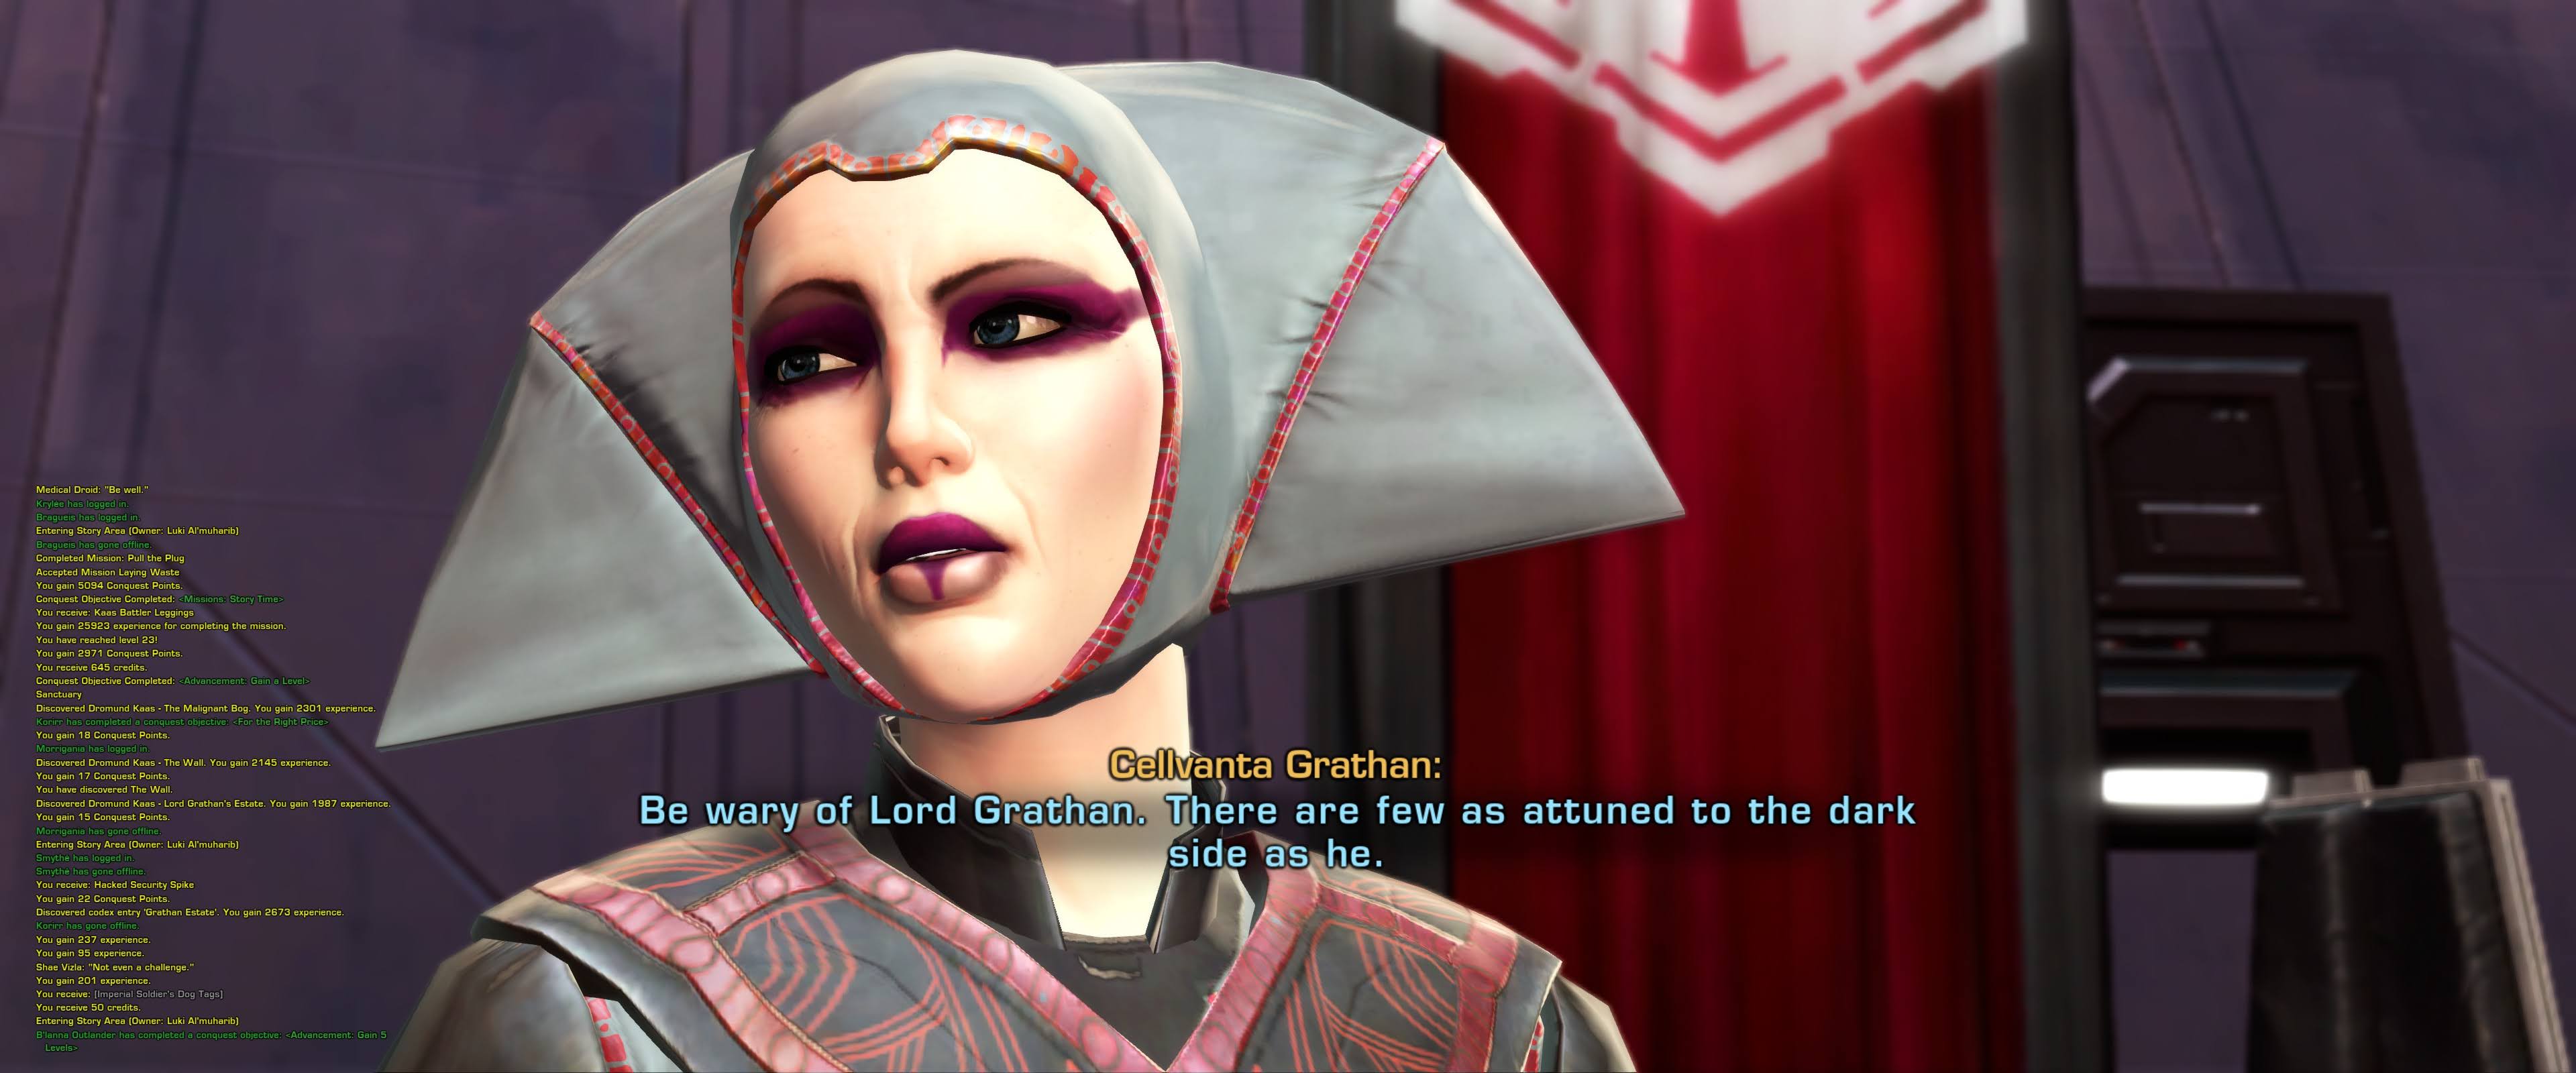 Medical Droid: "Be well."
Krylee has logged in.
Bragueis has logged in.
Entering Story Area (Owner: Luki Al'muharib)
Bragueis has gone offline.
Completed Mission: Pull the Plug
Accepted Mission Laying Waste
You gain 5094 Conquest Points.
Conquest Objective Completed: <Missions: Story Time>
You receive: Kaas Battler Leggings
You gain 25923 experience for completing the mission.
You have reached level 23!
You gain 2971 Conquest Points.
You receive 645 credits.
Conquest Objective Completed: <Advancement: Gain a Level>
Sanctuary
Discovered Dromund Kaas - The Malignant Bog. You gain 2301 experience.
Korirr has completed a conquest objective: <For the Right Price>
You gain 18 Conquest Points.
Morrigania has logged in.
Discovered Dromund Kaas - The Wall. You gain 2145 experience.
You gain 17 Conquest Points.
You have discovered The Wall.
Discovered Dromund Kaas - Lord Grathan's Estate. You gain 1987 experience.
You gain 15 Conquest Points.
Morrigania has gone offline.
Entering Story Area (Owner: Luki Al'muharib)
Smythé has logged in.
Smythé has gone offline.
You receive: Hacked Security Spike
You gain 22 Conquest Points.
Discovered codex entry 'Grathan Estate'. You gain 2673 experience.
Korirr has gone offline.
You gain 237 experience.
You gain 95 experience.
Shae Vizla: "Not even a challenge."
You gain 201 experience.
You receive: [Imperial Soldier's Dog Tags]
You receive 50 credits.
Entering Story Area (Owner: Luki Al'muharib)
B'lanna Outlander has completed a conquest objective: <Advancement: Gain 5
Levels>
Cellvanta Grathan:
Be wary of Lord Grathan. There are few as attuned to the dark
side as he.